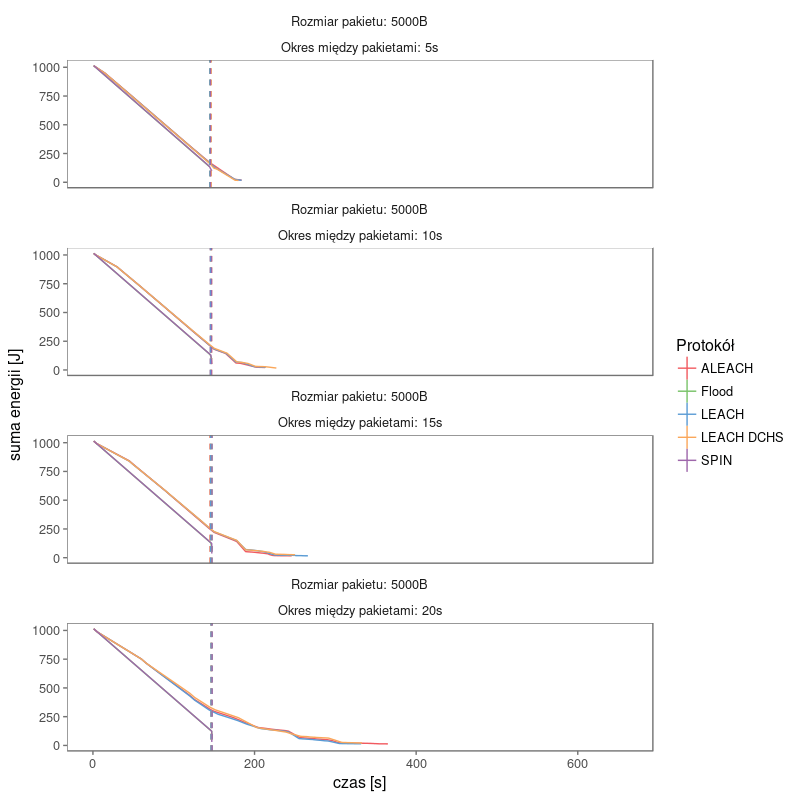 Rozmiar pakietu: 5000B
Okres między pakietami: 5s
1000
750
500
250
0
Rozmiar pakietu: 5000B
Okres między pakietami: 10s
1000
750
500
250
0
Rozmiar pakietu: 5000B
Okres między pakietami: 15s
1000
750
500
250
0
Rozmiar pakietu: 5000B
Okres między pakietami: 20s
1000
750
500
250
0
0 200 400 600
czas [s]
suma energii [J]
Protokół
ALEACH
Flood
LEACH
LEACH DCHS
SPIN